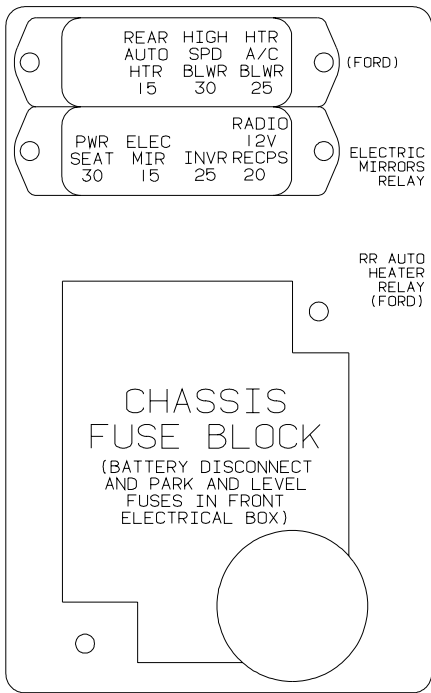 REAR HIGH HTR
AUTO SPD A/C
HTR BLWR BLWR
15 30 25
(FORD)
RADIO
PWR ELEC 12V
SEAT MIR INVR RECPS
30 15 25 20
ELECTRIC
MIRRORS
RELAY
RR AUTO
HEATER
RELAY
(FORD)
CHASSIS
FUSE BLOCK
(BATTERY DISCONNECT
AND PARK AND LEVEL
FUSES IN FRONT
ELECTRICAL BOX)